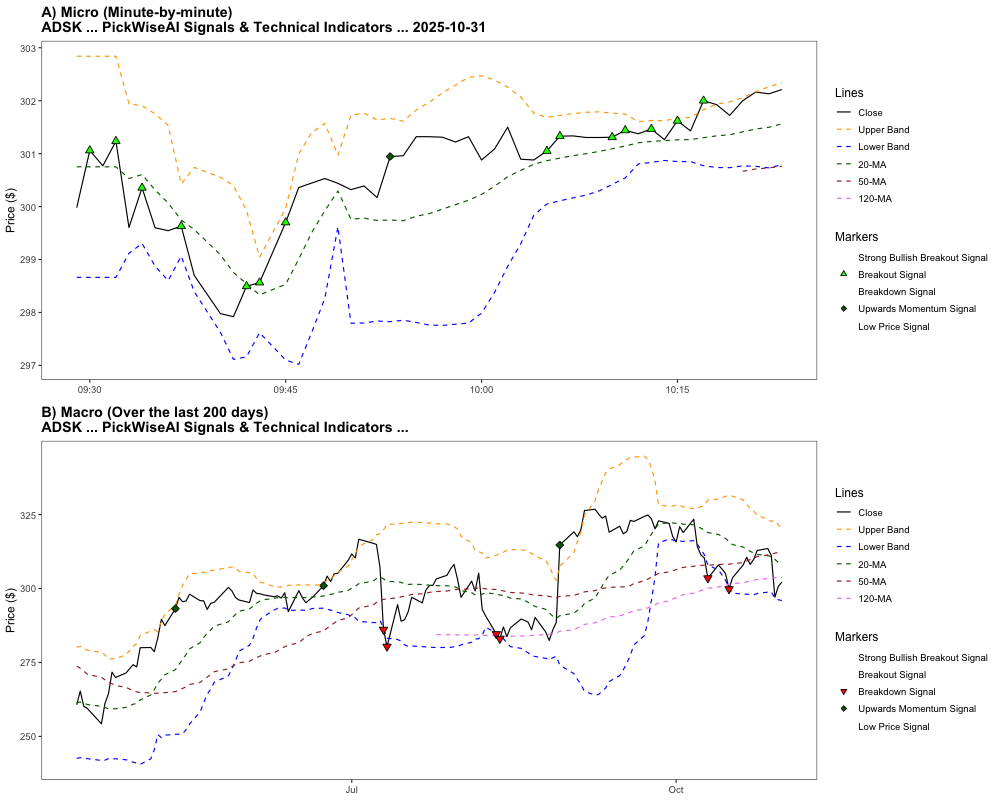 A) Micro (Minute-by-minute)
ADSK ... PickWiseAI Signals & Technical Indicators ... 2025-10-31
Price ($)
303
302
301
300
299
298
297
09:30
09:45
10:00
10:15
Lines
Close
Upper Band
Lower Band
20-MA
50-MA
120-MA
Markers
Strong Bullish Breakout Signal
Breakout Signal
Breakdown Signal
Upwards Momentum Signal
Low Price Signal
B) Macro (Over the last 200 days)
ADSK ... PickWiseAI Signals & Technical Indicators ...
Price ($)
325
300
275
250
Jul
Oct
Lines
Close
Upper Band
Lower Band
20-MA
50-MA
120-MA
Markers
Strong Bullish Breakout Signal
Breakout Signal
Breakdown Signal
Upwards Momentum Signal
Low Price Signal